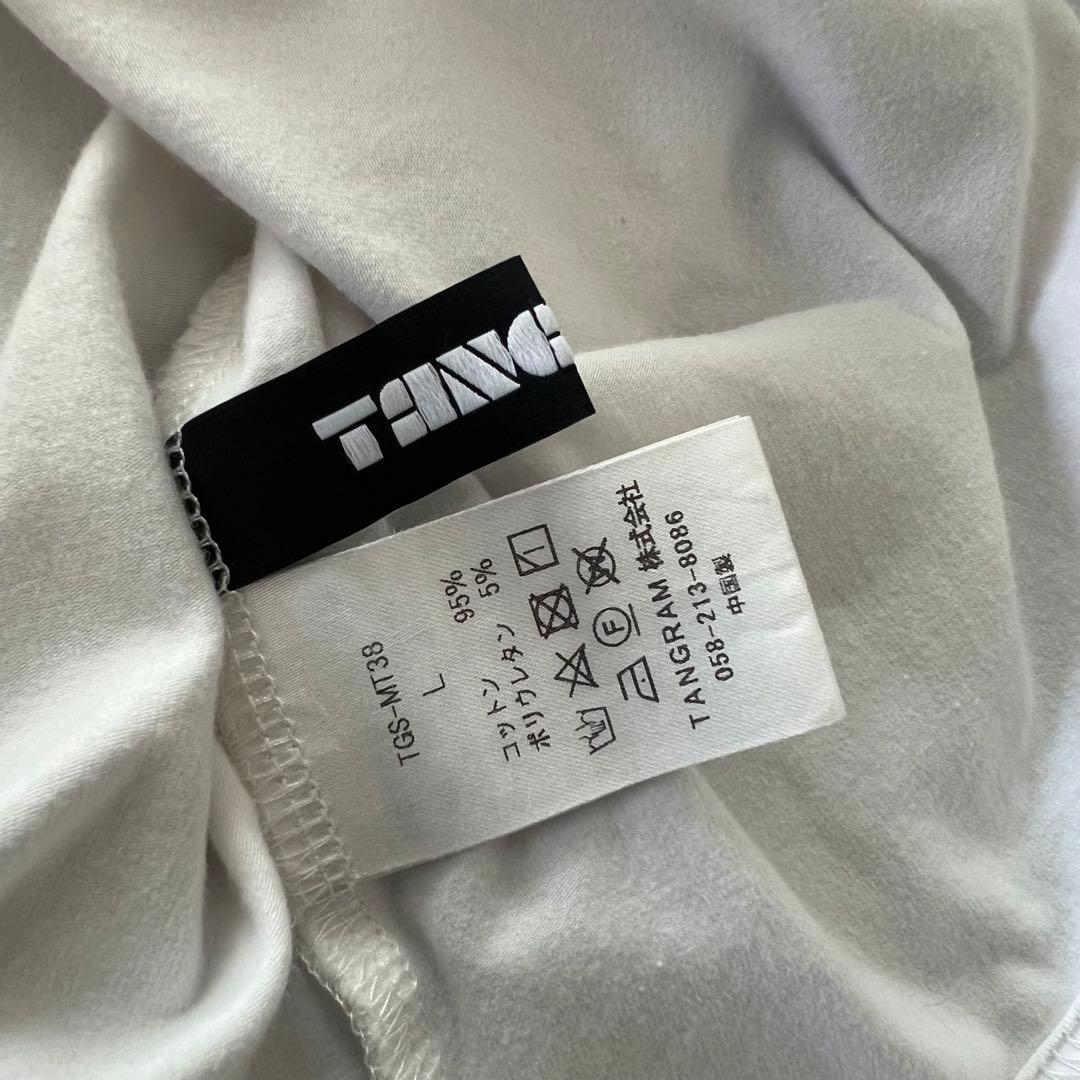 TANG
TGS-MT38
L
コットン 95%
ポリウレタン 5%
F
TANGRAM 株式会社
058-213-8086
中国製